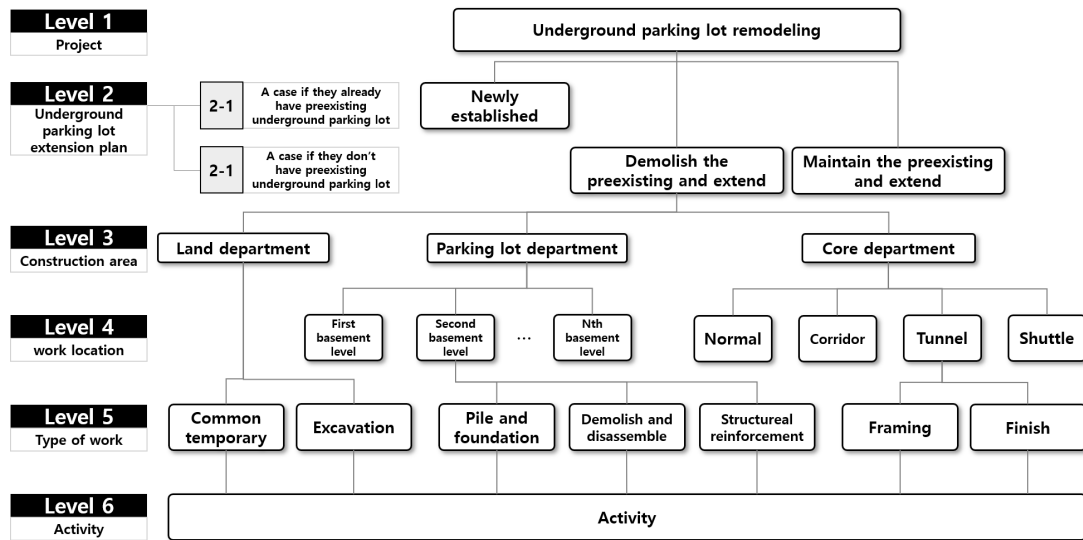 Level 1
Project
Underground parking lot remodeling
Level 2
Underground
parking lot
extension plan
2-1
A case if they already
have preexisting
underground parking lot
2-1
A case if they don't
have preexisting
underground parking lot
Newly
established
Demolish the
preexisting and extend
Maintain the preexisting
and extend
Level 3
Construction area
Land department
Parking lot department
Core department
Level 4
work location
First
basement
level
Second
basement
level
...
Nth
basement
level
Normal
Corridor
Tunnel
Shuttle
Level 5
Type of work
Common
temporary
Excavation
Pile and
foundation
Demolish and
disassemble
Structureal
reinforcement
Framing
Finish
Level 6
Activity
Activity